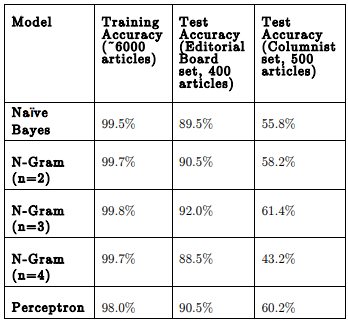 Model Training Test Test
Accuracy Accuracy Accuracy
(~6000 (Editorial (Columnist
articles) Board set, 500
set, 400 articles)
articles)
Naïve 99.5% 89.5% 55.8%
Bayes
N-Gram 99.7% 90.5% 58.2%
(n=2)
N-Gram 99.8% 92.0% 61.4%
(n=3)
N-Gram 99.7% 88.5% 43.2%
(n=4)
Perceptron 98.0% 90.5% 60.2%